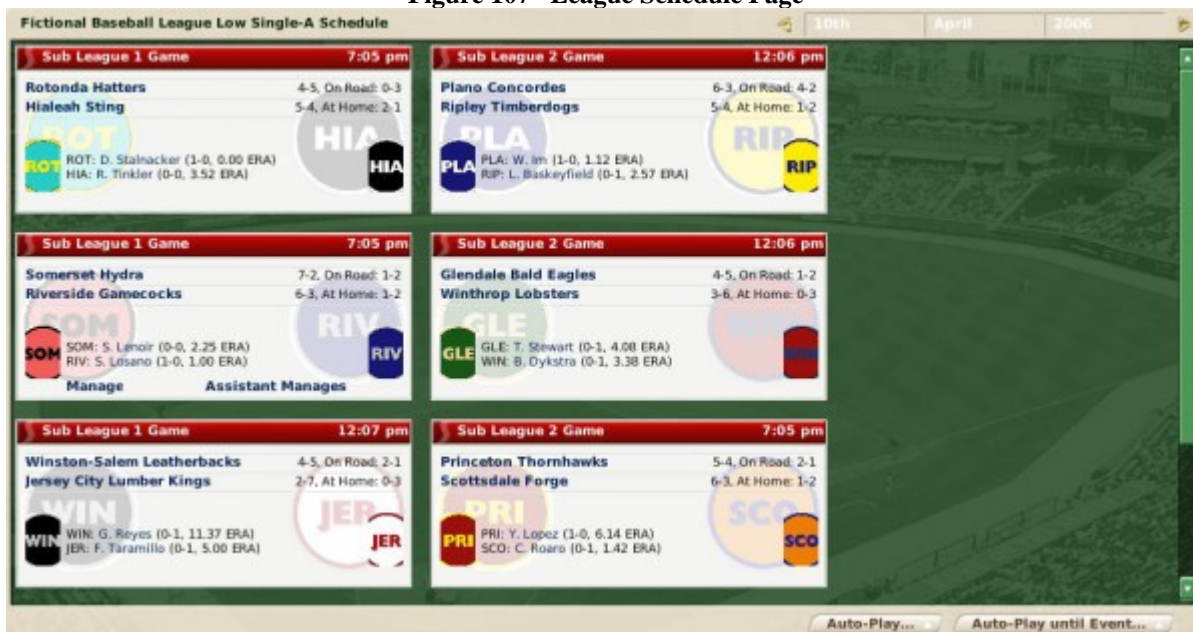 Figure 107 League Schedule Page
Fictional Baseball League Low Single-A Schedule
10th April 2006
Sub League 1 Game 7:05 pm
Rotonda Hatters 4-5, On Road: 0-3
Hialeah Sting 5-4, At Home: 2-1
ROT HIA
ROT HIA
ROT: D. Stalnacker (1-0, 0.00 ERA)
HIA: R. Tinkler (0-0, 3.52 ERA)
Sub League 2 Game 12:06 pm
Plano Concordes 6-3, On Road: 4-2
Ripley Timberdogs 5-4, At Home: 1-2
PLA RIP
PLA RIP
PLA: W. Im (1-0, 1.12 ERA)
RIP: L. Baskeyfield (0-1, 2.57 ERA)
Sub League 1 Game 7:05 pm
Somerset Hydra 7-2, On Road: 1-2
Riverside Gamecocks 6-3, At Home: 1-2
SOM RIV
SOM RIV
SOM: S. Lenoir (0-0, 2.25 ERA)
RIV: S. Losano (1-0, 1.00 ERA)
Manage Assistant Manages
Sub League 2 Game 12:06 pm
Glendale Bald Eagles 4-5, On Road: 1-2
Winthrop Lobsters 3-6, At Home: 0-3
GLE WIN
GLE WIN
GLE: T. Stewart (0-1, 4.08 ERA)
WIN: B. Dykstra (0-1, 3.38 ERA)
Sub League 1 Game 12:07 pm
Winston-Salem Leatherbacks 4-5, On Road: 2-1
Jersey City Lumber Kings 2-7, At Home: 0-3
WIN JER
WIN JER
WIN: G. Reyes (0-1, 11.37 ERA)
JER: F. Taramillo (0-1, 5.00 ERA)
Sub League 2 Game 7:05 pm
Princeton Thornhawks 5-4, On Road: 2-1
Scottsdale Forge 6-3, At Home: 1-2
PRI SCO
PRI SCO
PRI: Y. Lopez (1-0, 6.14 ERA)
SCO: C. Roaro (0-1, 1.42 ERA)
Auto-Play... Auto-Play until Event...